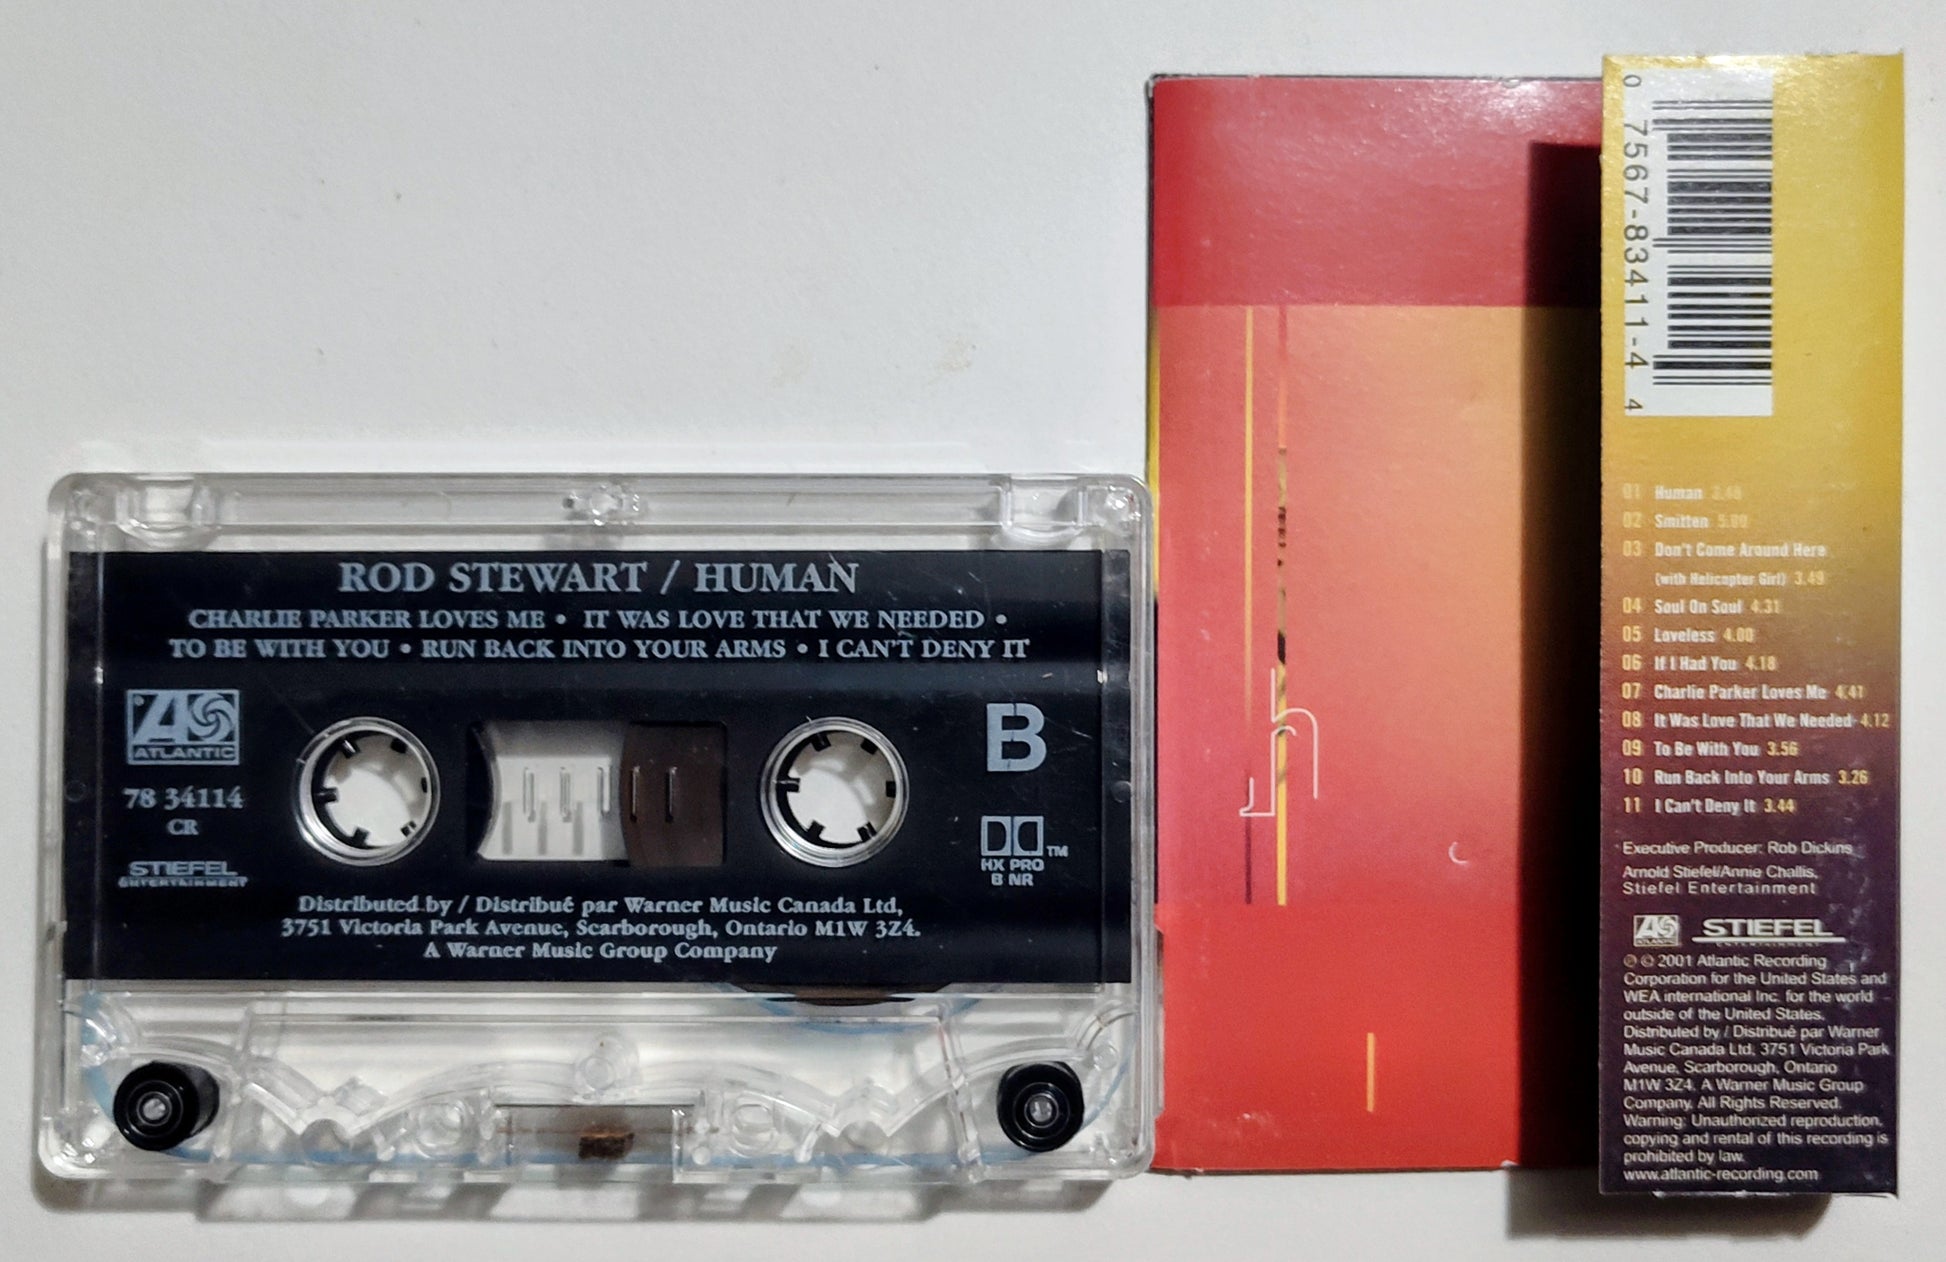 ROD STEWART / HUMAN
CHARLIE PARKER LOVES ME • IT WAS LOVE THAT WE NEEDED •
TO BE WITH YOU • RUN BACK INTO YOUR ARMS • I CAN'T DENY IT
ATLANTIC
78 34114
CR
STIEFEL
ENTERTAINMENT
B
HX PRO
B NR
TM
Distributed by / Distribué par Warner Music Canada Ltd,
3751 Victoria Park Avenue, Scarborough, Ontario M1W 3Z4.
A Warner Music Group Company
0 7567-83411-4 4
01 Human 3.48
02 Smitten 5.00
03 Don't Come Around Here
(with Helicopter Girl) 3.49
04 Soul On Soul 4.31
05 Loveless 4.00
06 If I Had You 4.18
07 Charlie Parker Loves Me 4.41
08 It Was Love That We Needed 4.12
09 To Be With You 3.56
10 Run Back Into Your Arms 3.26
11 I Can't Deny It 3.44
Executive Producer: Rob Dickins
Arnold Stiefel/Annie Challis,
Stiefel Entertainment
ATLANTIC
STIEFEL
ENTERTAINMENT
℗ © 2001 Atlantic Recording
Corporation for the United States and
WEA international Inc. for the world
outside of the United States.
Distributed by / Distribué par Warner
Music Canada Ltd, 3751 Victoria Park
Avenue, Scarborough, Ontario
M1W 3Z4. A Warner Music Group
Company. All Rights Reserved.
Warning: Unauthorized reproduction,
copying and rental of this recording is
prohibited by law.
www.atlantic-recording.com